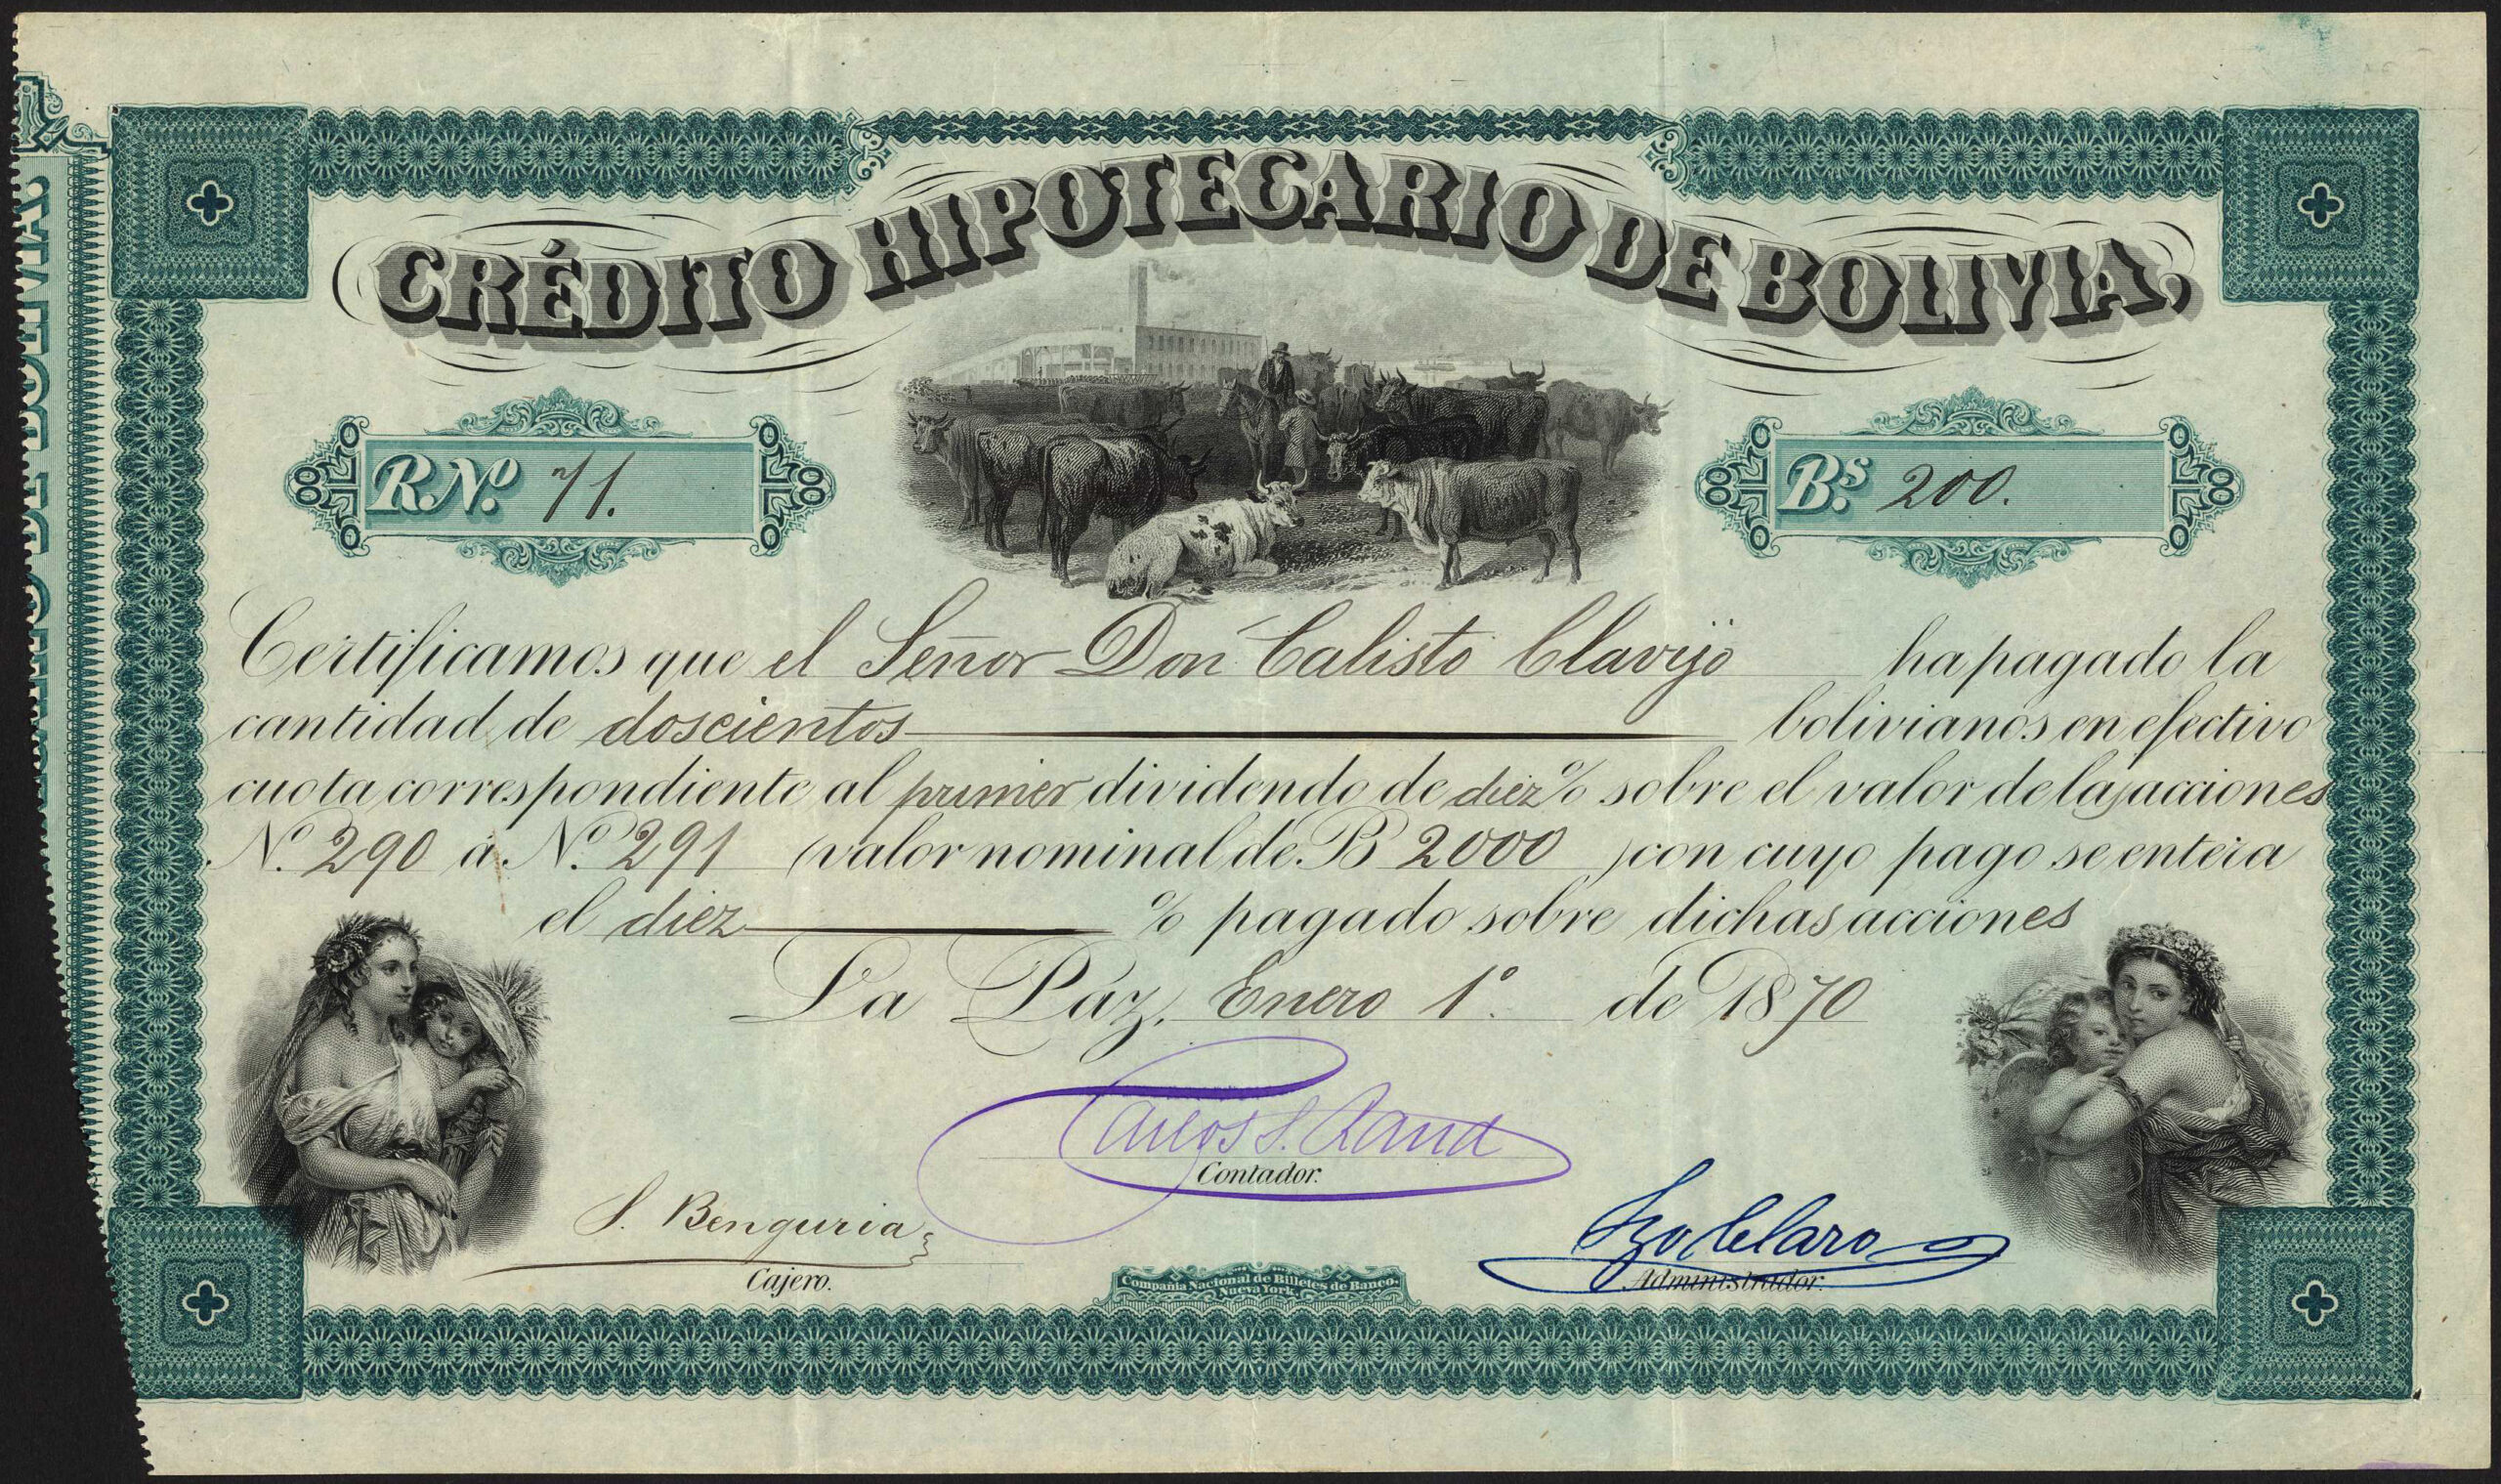 CRÉDITO HIPOTECARIO DE BOLIVIA.
R.Nº. 71.
Bs. 200.
Certificamos que el Señor Don Calisto Clavijo ha pagado la
cantidad de doscientos bolivianos en efectivo
cuota correspondiente al primer dividendo de diez % sobre el valor de las acciones
Nº. 290 á Nº. 291 (valor nominal de B 2000 ) con cuyo pago se entera
el diez % pagado sobre dichas acciones
La Paz, Enero 1º. de 1870
Contador.
S. Benguria
Cajero.
Administrador.
Compañia Nacional de Billetes de Banco.
Nueva York.
DE BOLIVIA.